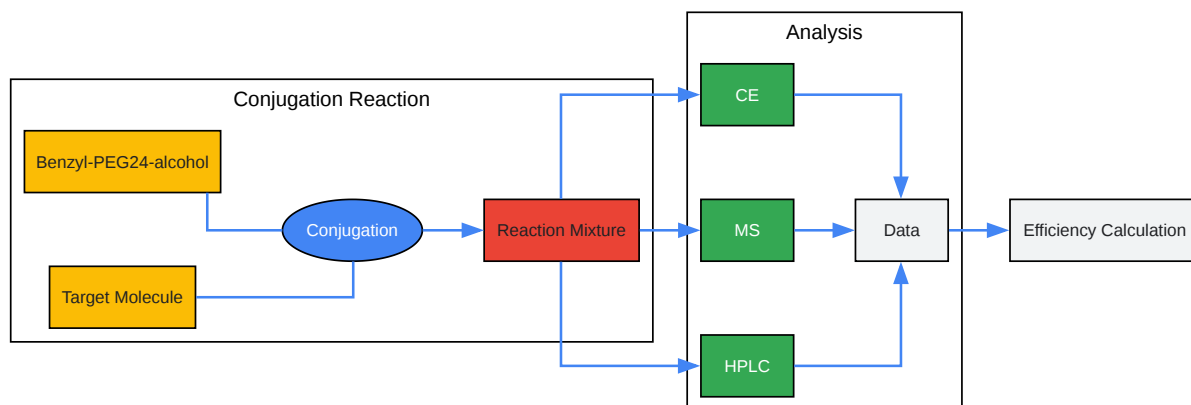 Analysis
Conjugation Reaction
CE
Benzyl-PEG24-alcohol
Conjugation
Reaction Mixture
MS
Data
Efficiency Calculation
Target Molecule
HPLC